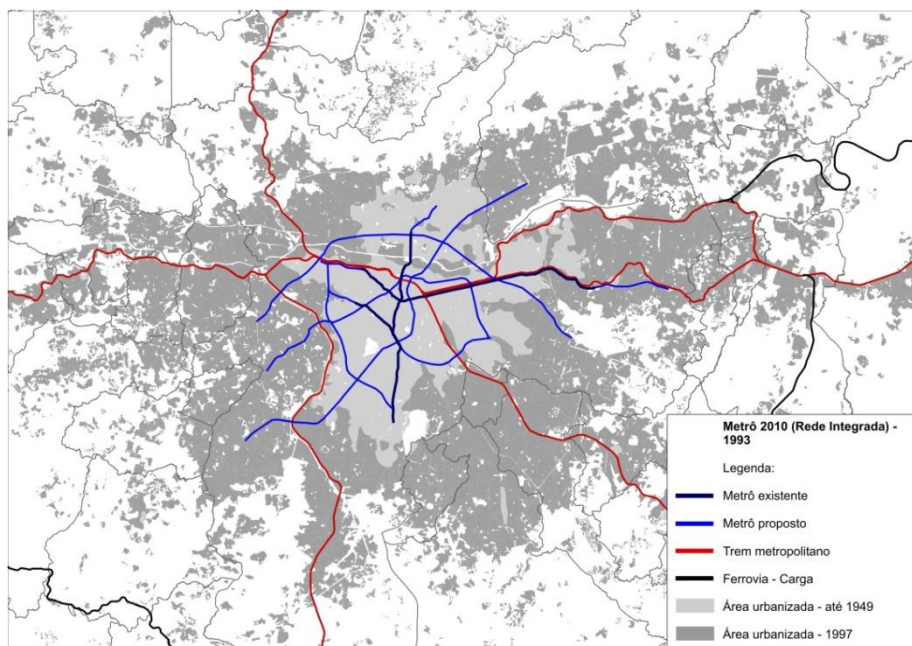 Metrô 2010 (Rede Integrada) -
1993
Legenda:
Metrô existente
Metrô proposto
Trem metropolitano
Ferrovia - Carga
Área urbanizada - até 1949
Área urbanizada - 1997